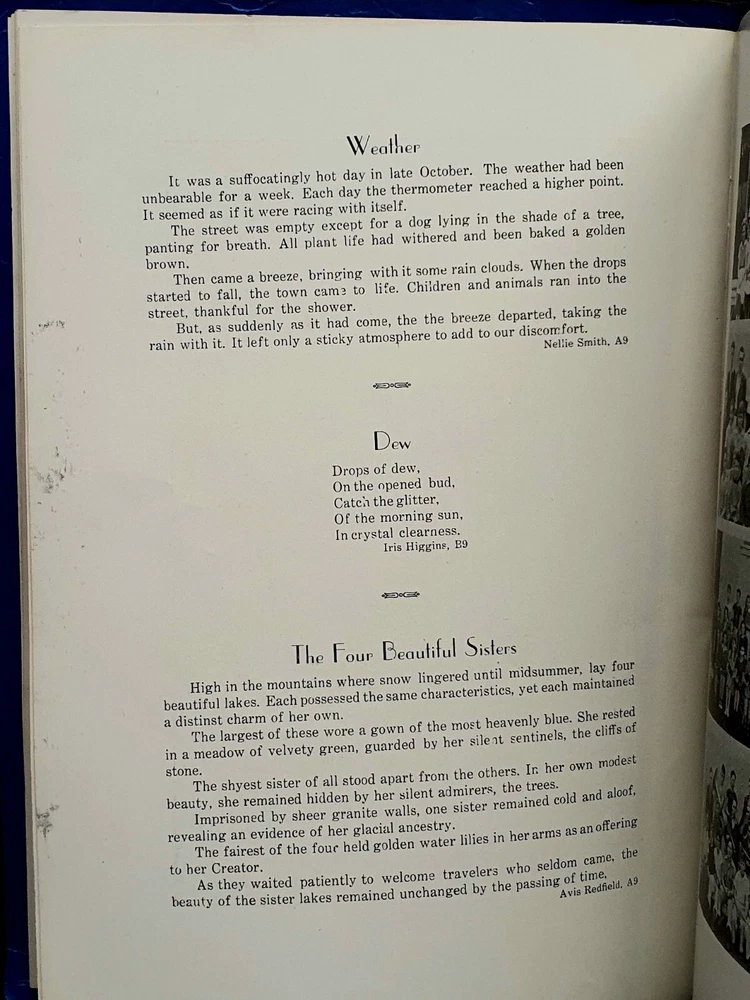 Weather
It was a suffocatingly hot day in late October. The weather had been
unbearable for a week. Each day the thermometer reached a higher point.
It seemed as if it were racing with itself.
The street was empty except for a dog lying in the shade of a tree,
panting for breath. All plant life had withered and been baked a golden
brown.
Then came a breeze, bringing with it some rain clouds. When the drops
started to fall, the town came to life. Children and animals ran into the
street, thankful for the shower.
But, as suddenly as it had come, the the breeze departed, taking the
rain with it. It left only a sticky atmosphere to add to our discomfort.
Nellie Smith, A9
Dew
Drops of dew,
On the opened bud,
Catch the glitter,
Of the morning sun,
In crystal clearness.
Iris Higgins, B9
The Four Beautiful Sisters
High in the mountains where snow lingered until midsummer, lay four
beautiful lakes. Each possessed the same characteristics, yet each maintained
a distinst charm of her own.
The largest of these wore a gown of the most heavenly blue. She rested
in a meadow of velvety green, guarded by her silent sentinels, the cliffs of
stone.
The shyest sister of all stood apart from the others. In her own modest
beauty, she remained hidden by her silent admirers, the trees.
Imprisoned by sheer granite walls, one sister remained cold and aloof,
revealing an evidence of her glacial ancestry.
The fairest of the four held golden water lilies in her arms as an offering
to her Creator.
As they waited patiently to welcome travelers who seldom came, the
beauty of the sister lakes remained unchanged by the passing of time.
Avis Redfield, A9